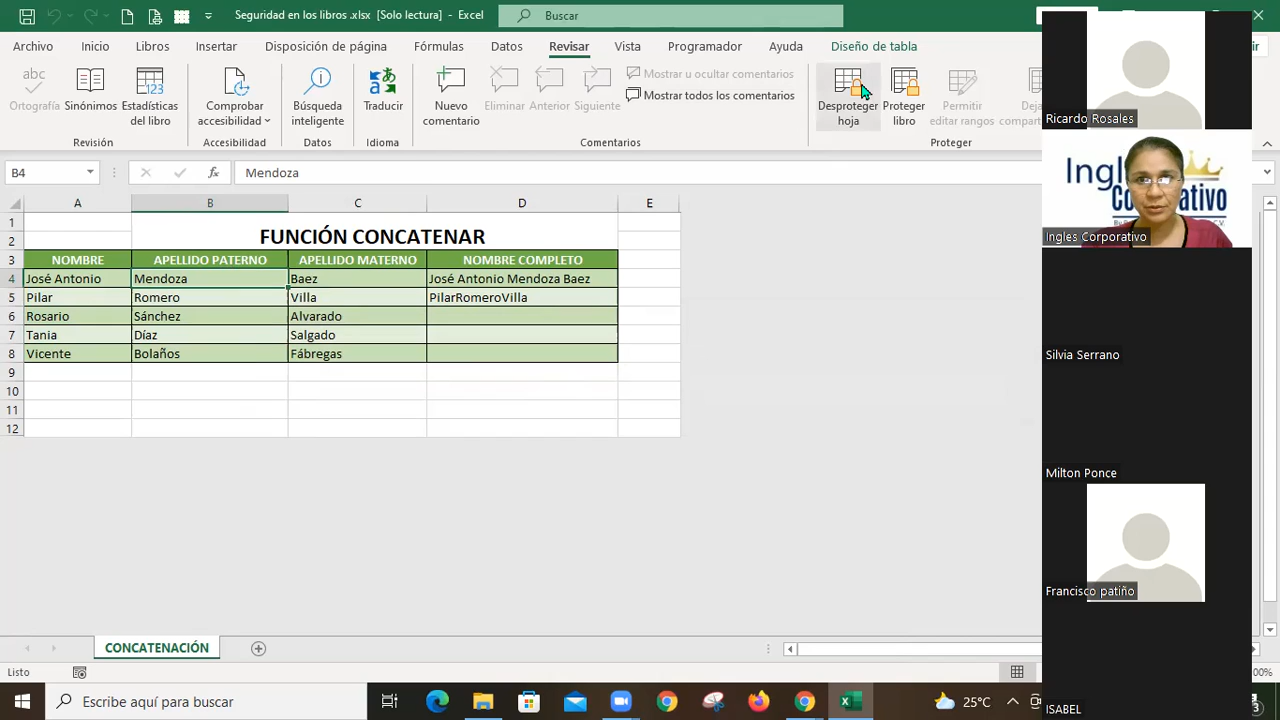 Seguridad en los libros.xlsx [Sólo lectura] - Excel
Buscar
Archivo Inicio Libros Insertar Disposición de página Fórmulas Datos Revisar Vista Programador Ayuda Diseño de tabla
abc Ortografía
Sinónimos
Estadísticas del libro
Comprobar accesibilidad
Búsqueda inteligente
Traducir
Nuevo comentario
Eliminar
Anterior
Siguiente
Mostrar u ocultar comentarios
Mostrar todos los comentarios
Desproteger hoja
Proteger libro
Permitir editar rangos
Revisión Accesibilidad Datos Idioma Comentarios Proteger
B4 fx Mendoza
A B C D E
1
2 FUNCIÓN CONCATENAR
3 NOMBRE APELLIDO PATERNO APELLIDO MATERNO NOMBRE COMPLETO
4 José Antonio Mendoza Baez José Antonio Mendoza Baez
5 Pilar Romero Villa PilarRomeroVilla
6 Rosario Sánchez Alvarado
7 Tania Díaz Salgado
8 Vicente Bolaños Fábregas
9
10
11
12
CONCATENACIÓN
Listo
Escribe aquí para buscar
25°C
Ricardo Rosales
Ingles Corporativo
Silvia Serrano
Milton Ponce
Francisco patiño
ISABEL